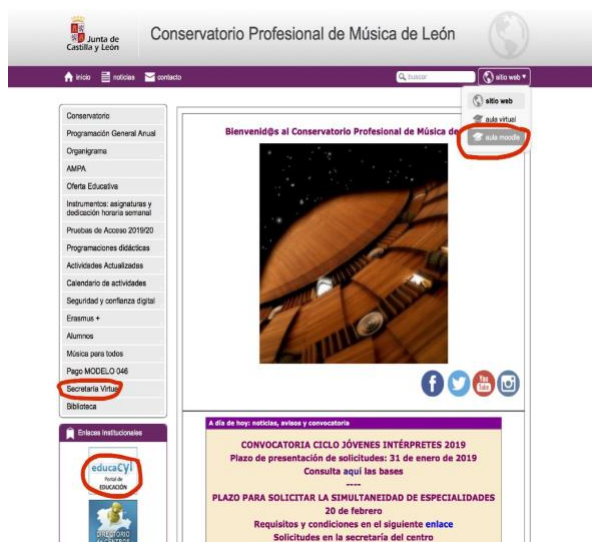 Junta de
Castilla y León
Conservatorio Profesional de Música de León
inicio
noticias
contacto
buscar
sitio web
sitio web
aula virtual
aula moodle
Conservatorio
Programación General Anual
Organigrama
AMPA
Oferta Educativa
Instrumentos: asignaturas y
dedicación horaria semanal
Pruebas de Acceso 2019/20
Programaciones didácticas
Actividades Actualizadas
Calendario de actividades
Seguridad y confianza digital
Erasmus +
Alumnos
Música para todos
Pago MODELO 046
Secretaría Virtual
Biblioteca
Enlaces Institucionales
educaCyl
Portal de
EDUCACIÓN
DIRECTORIO
de CENTROS
Bienvenid@s al Conservatorio Profesional de Música de
You
Tube
A día de hoy: noticias, avisos y convocatoria
CONVOCATORIA CICLO JÓVENES INTÉRPRETES 2019
Plazo de presentación de solicitudes: 31 de enero de 2019
Consulta aquí las bases
----
PLAZO PARA SOLICITAR LA SIMULTANEIDAD DE ESPECIALIDADES
20 de febrero
Requisitos y condiciones en el siguiente enlace
Solicitudes en la secretaría del centro